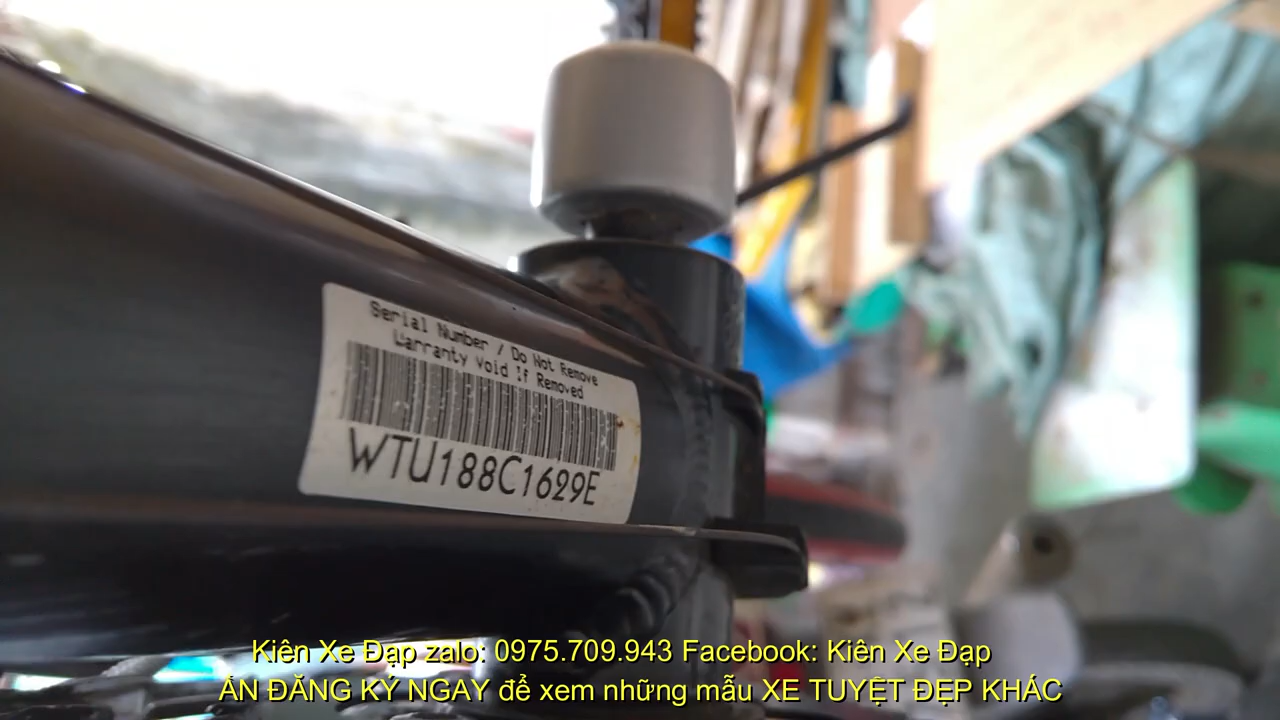 Serial Number / Do Not Remove
Warranty Void If Removed
WTU188C1629E
Kiên Xe Đạp zalo: 0975.709.943 Facebook: Kiên Xe Đạp
ẤN ĐĂNG KÝ NGAY để xem những mẫu XE TUYỆT ĐẸP KHÁC